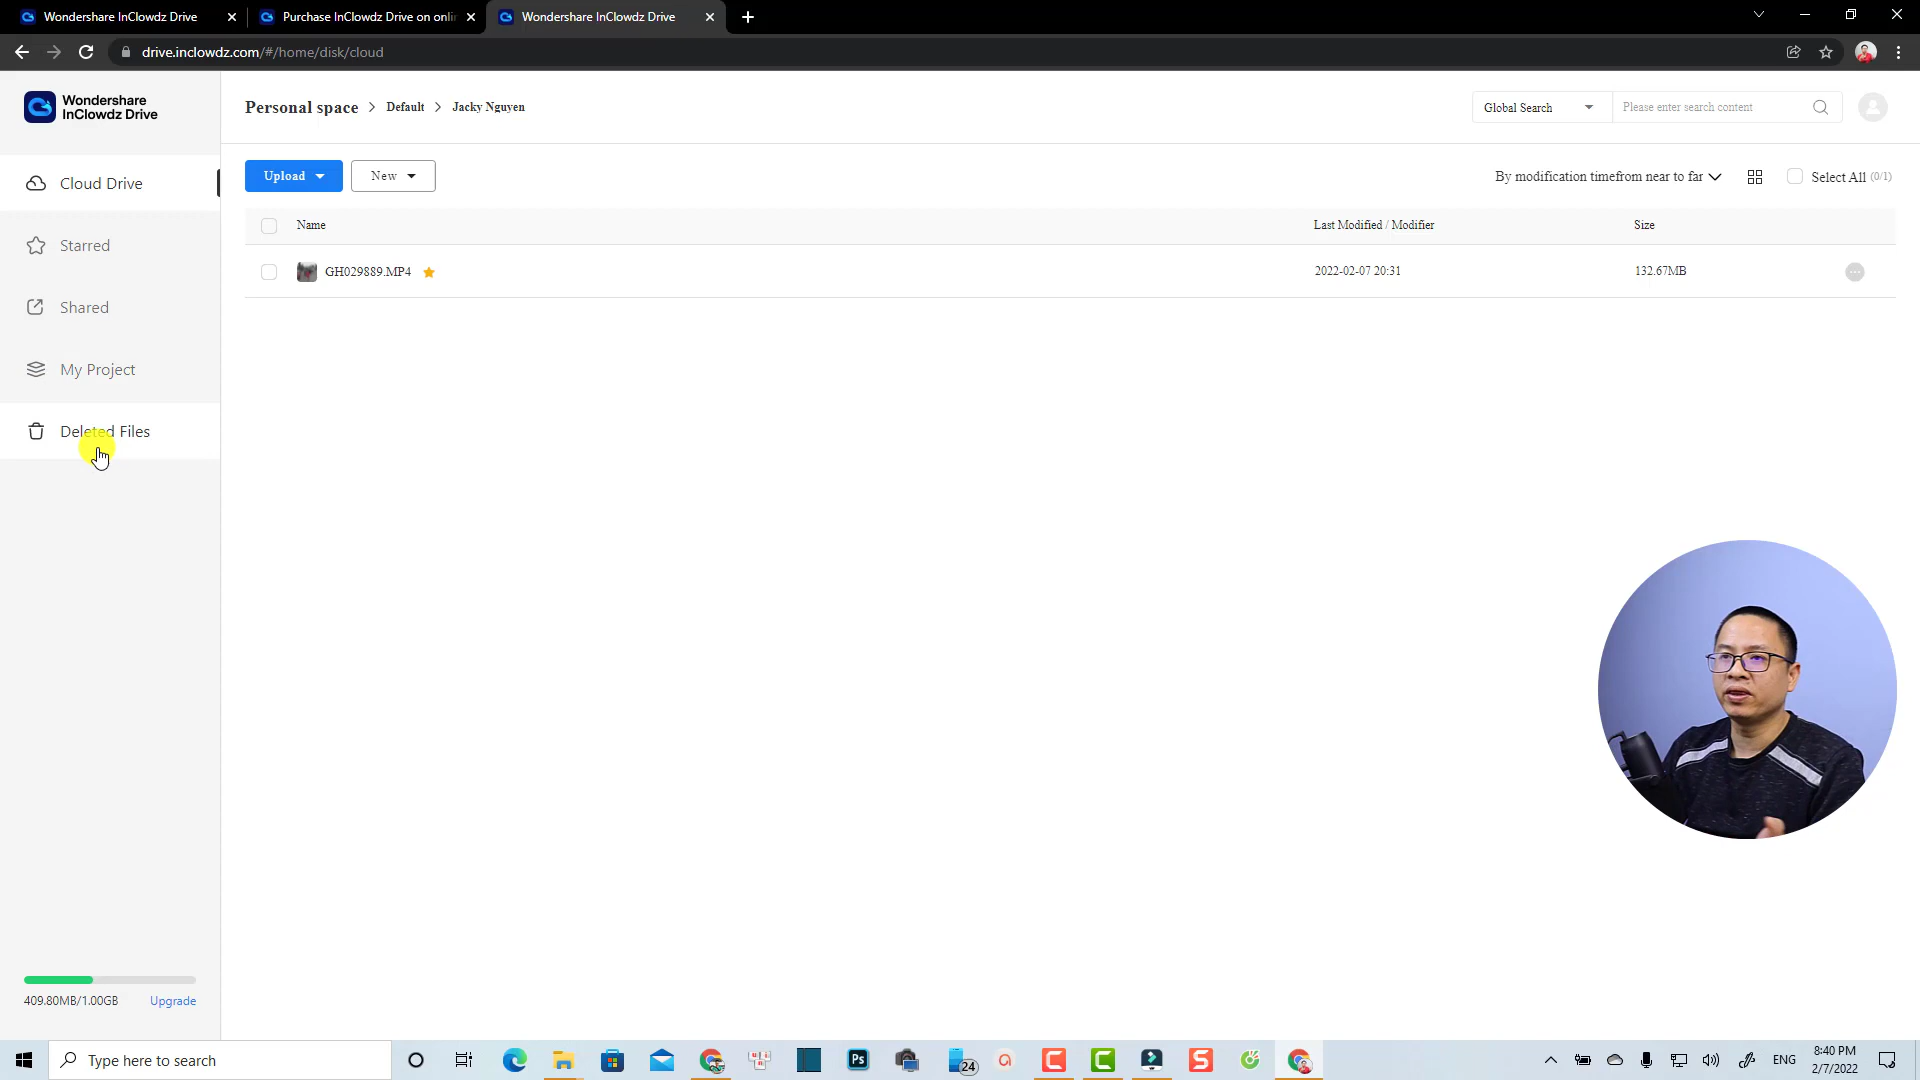 Wondershare InClowdz Drive
Purchase InClowdz Drive on onli
Wondershare InClowdz Drive
drive.inclowdz.com/#/home/disk/cloud
Wondershare
InClowdz Drive
Personal space > Default > Jacky Nguyen
Global Search
Please enter search content
Cloud Drive
Upload
New
By modification timefrom near to far
Select All (0/1)
Name
Last Modified / Modifier
Size
Starred
GH029889.MP4
2022-02-07 20:31
132.67MB
Shared
My Project
Deleted Files
409.80MB/1.00GB
Upgrade
Type here to search
Ps
24
ENG
8:40 PM
2/7/2022